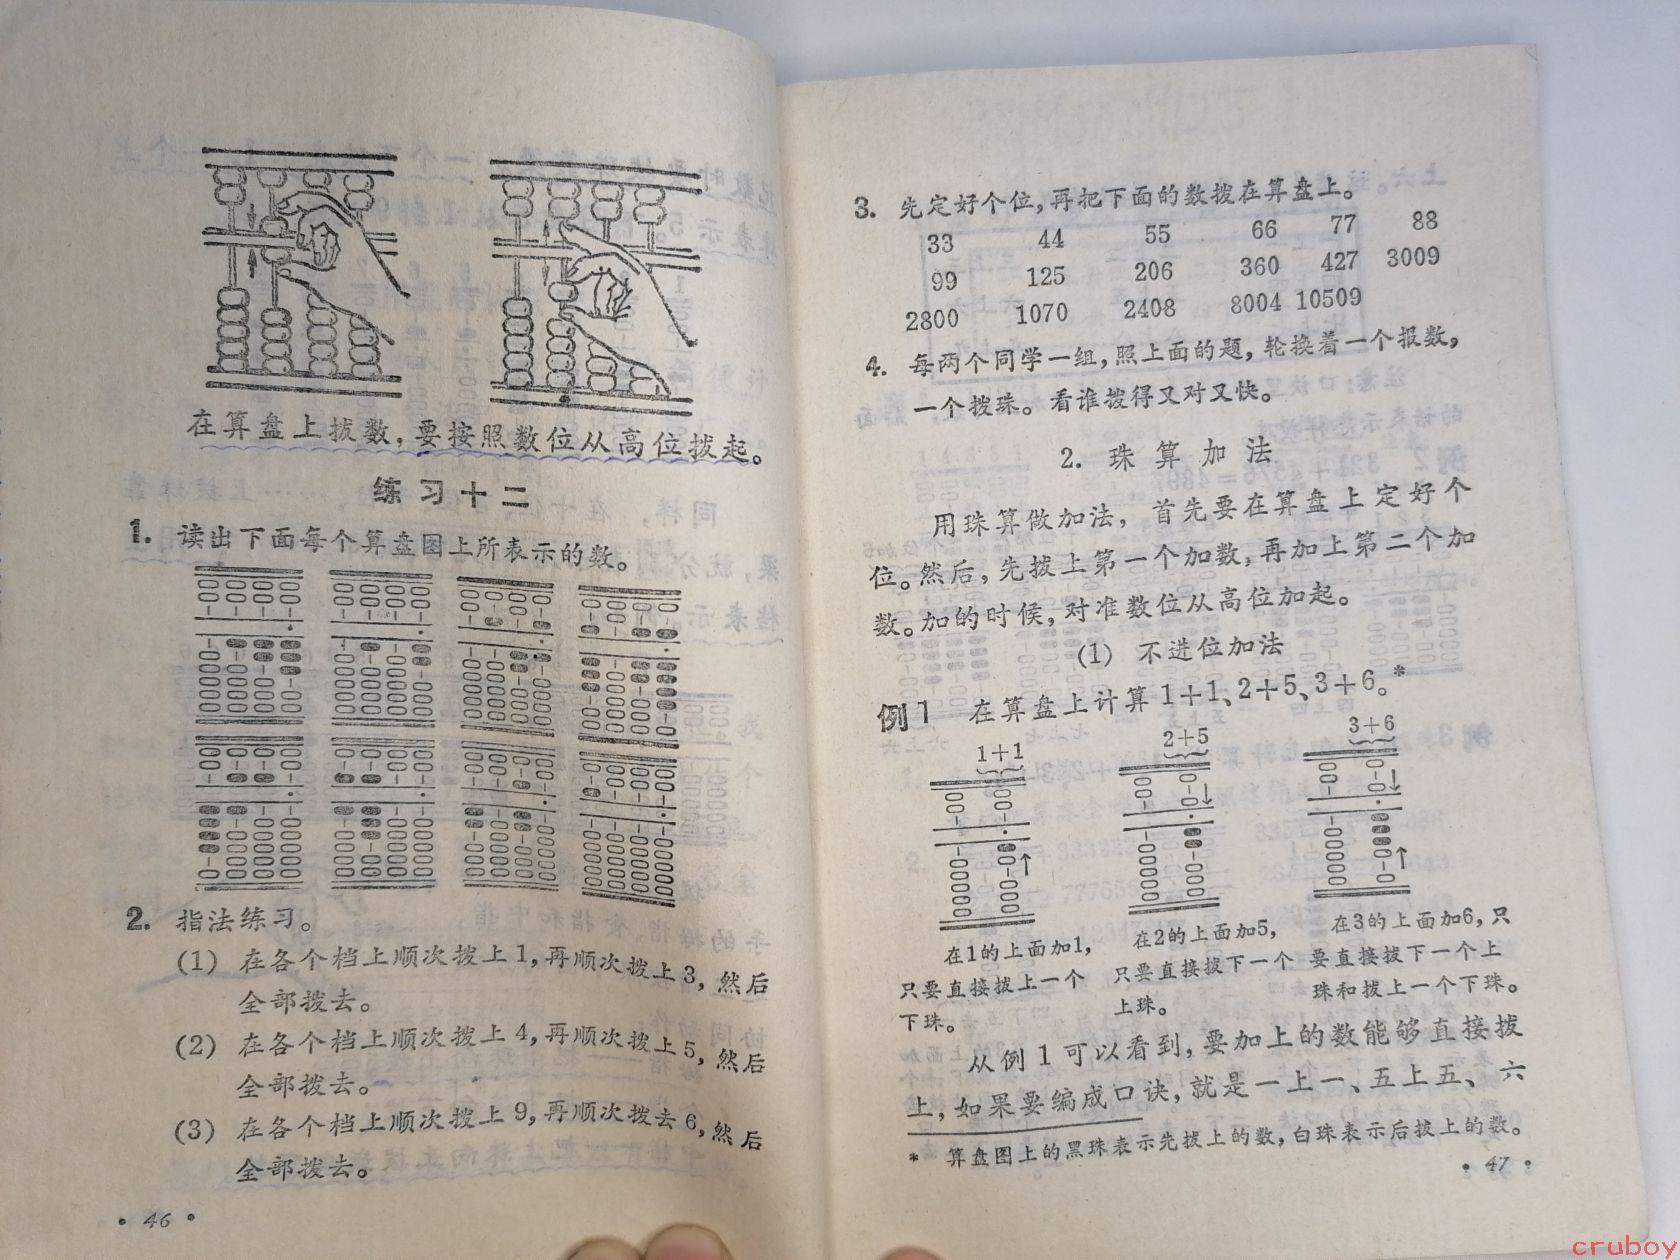 在算盘上拔数，要按照数位从高位拨起。
练习十二
1. 读出下面每个算盘图上所表示的数。
2. 指法练习。
(1) 在各个档上顺次拨上1,再顺次拨上3,然后
全部拨去。
(2) 在各个档上顺次拨上4,再顺次拨上5,然后
全部拨去。
(3) 在各个档上顺次拨上9,再顺次拨去6,然后
全部拨去。
• 46 •
3. 先定好个位,再把下面的数拨在算盘上。
33 44 55 66 77 88
99 125 206 360 427 3009
2800 1070 2408 8004 10509
4. 每两个同学一组,照上面的题,轮换着一个报数,
一个拨珠。看谁拨得又对又快。
2. 珠算加法
用珠算做加法，首先要在算盘上定好个
位。然后,先拨上第一个加数,再加上第二个加
数。加的时候,对准数位从高位加起。
(1) 不进位加法
例1 在算盘上计算1+1、2+5、3+6。*
1+1 2+5 3+6
在1的上面加1,
只要直接拔上一个
下珠。
在2的上面加5,
只要直接拔下一个
上珠。
在3的上面加6,只
要直接拔下一个上
珠和拔上一个下珠。
从例1可以看到,要加上的数能够直接拔
上,如果要编成口诀,就是一上一、五上五、六
* 算盘图上的黑珠表示先拔上的数,白珠表示后拔上的数。
• 47 •
cruboy